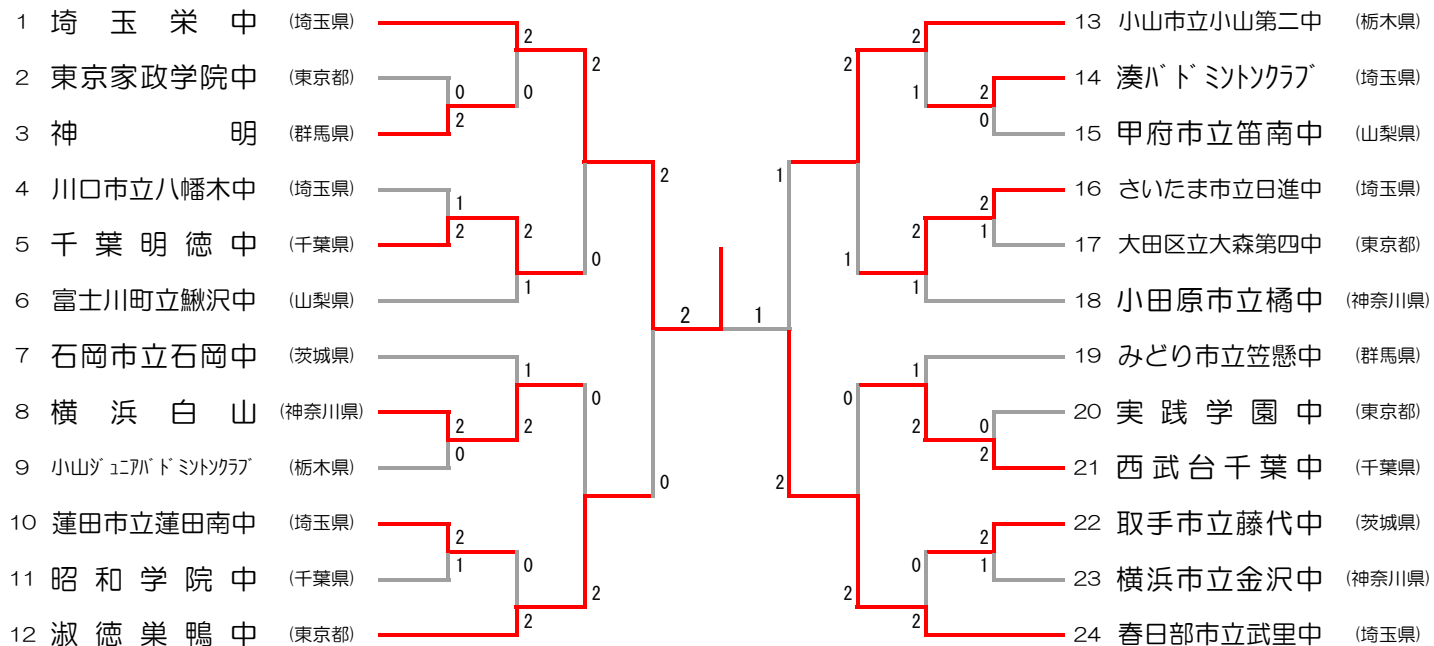 1 埼玉栄中 (埼玉県)
2 東京家政学院中 (東京都)
3 神明 (群馬県)
4 川口市立八幡木中 (埼玉県)
5 千葉明徳中 (千葉県)
6 富士川町立鰍沢中 (山梨県)
7 石岡市立石岡中 (茨城県)
8 横浜白山 (神奈川県)
9 小山ジュニアバドミントンクラブ (栃木県)
10 蓮田市立蓮田南中 (埼玉県)
11 昭和学院中 (千葉県)
12 淑徳巣鴨中 (東京都)
2
0
0
2
2
1
2
2
1
0
2
1
2
0
2
0
2
1
0
2
2
0
2
1
2
1
2
1
2
0
2
1
2
1
1
2
1
0
2
0
2
2
1
0
2
2
13 小山市立小山第二中 (栃木県)
14 湊バドミントンクラブ (埼玉県)
15 甲府市立笛南中 (山梨県)
16 さいたま市立日進中 (埼玉県)
17 大田区立大森第四中 (東京都)
18 小田原市立橘中 (神奈川県)
19 みどり市立笠懸中 (群馬県)
20 実践学園中 (東京都)
21 西武台千葉中 (千葉県)
22 取手市立藤代中 (茨城県)
23 横浜市立金沢中 (神奈川県)
24 春日部市立武里中 (埼玉県)